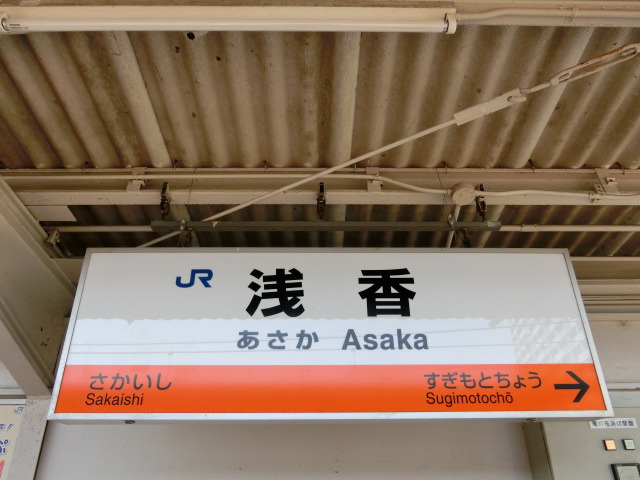 JR 浅香
あさか Asaka
さかいし すぎもとちょう →
Sakaishi Sugimotochō